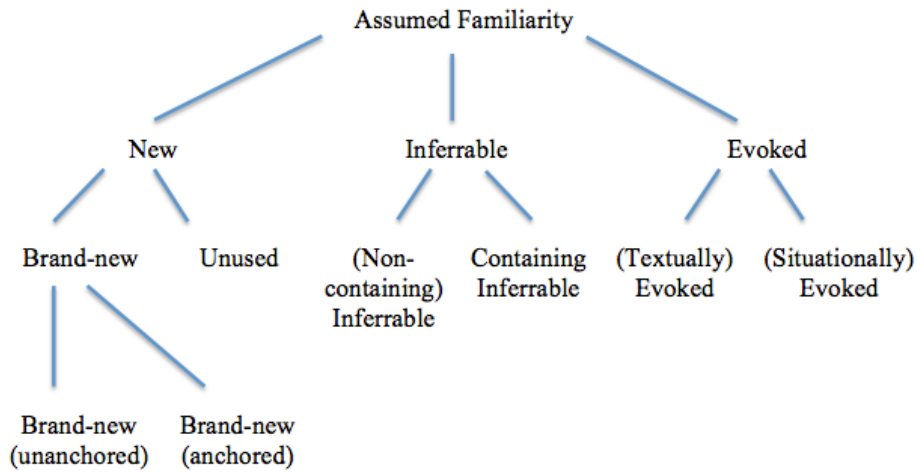 Assumed Familiarity
New
Inferrable
Evoked
Brand-new
Unused
(Non-
containing)
Inferrable
Containing
Inferrable
(Textually)
Evoked
(Situationally)
Evoked
Brand-new
(unanchored)
Brand-new
(anchored)